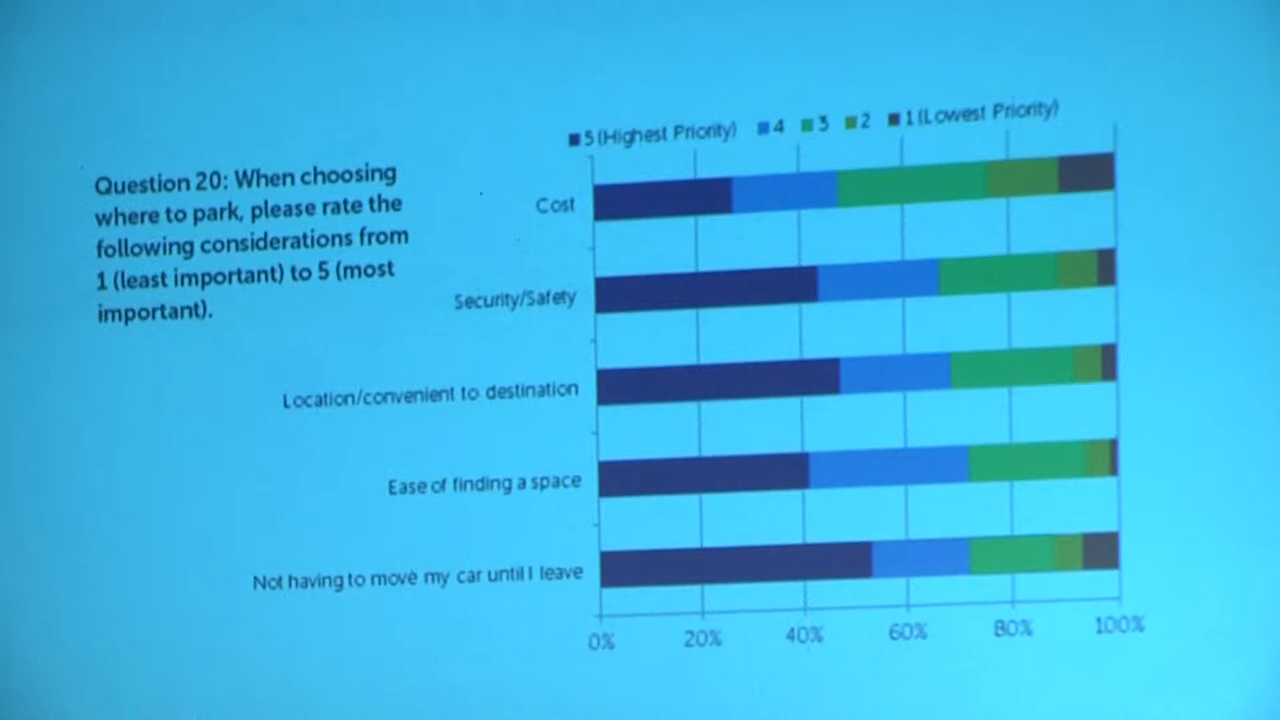 Question 20: When choosing
where to park, please rate the
following considerations from
1 (least important) to 5 (most
important).
5 (Highest Priority) 4 3 2 1 (Lowest Priority)
Cost
Security/Safety
Location/convenient to destination
Ease of finding a space
Not having to move my car until I leave
0% 20% 40% 60% 80% 100%